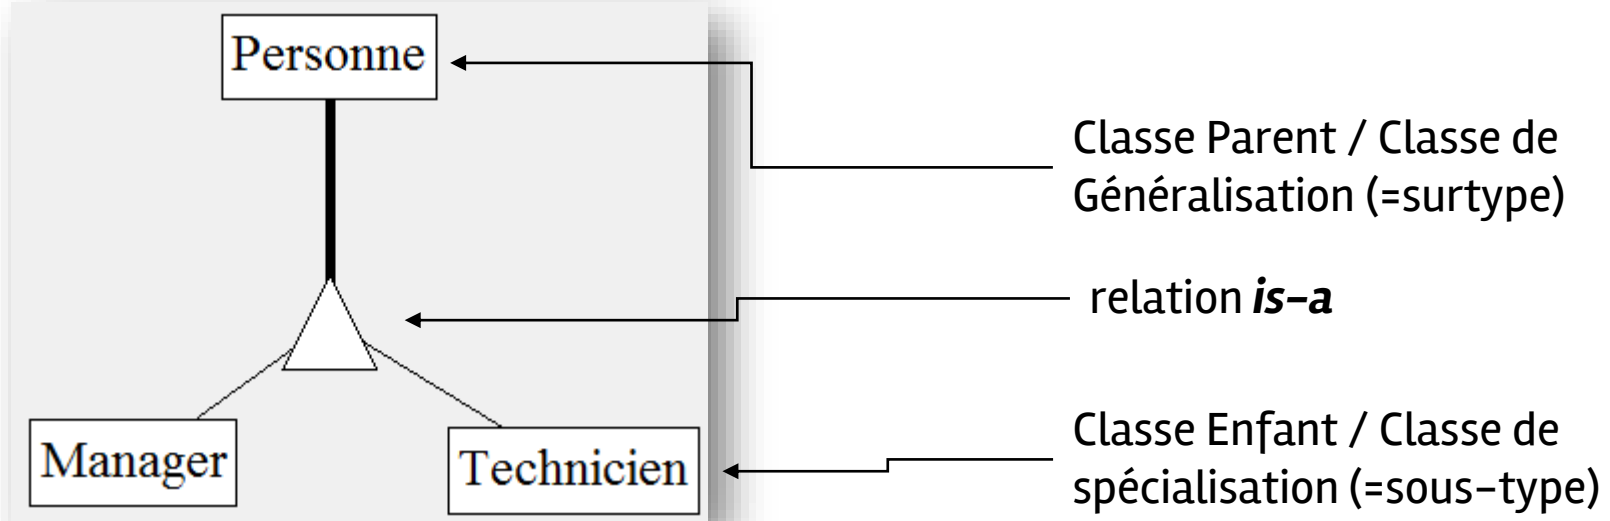 Personne
Classe Parent / Classe de
Généralisation (=surtype)
relation is-a
Manager
Technicien
Classe Enfant / Classe de
spécialisation (=sous-type)